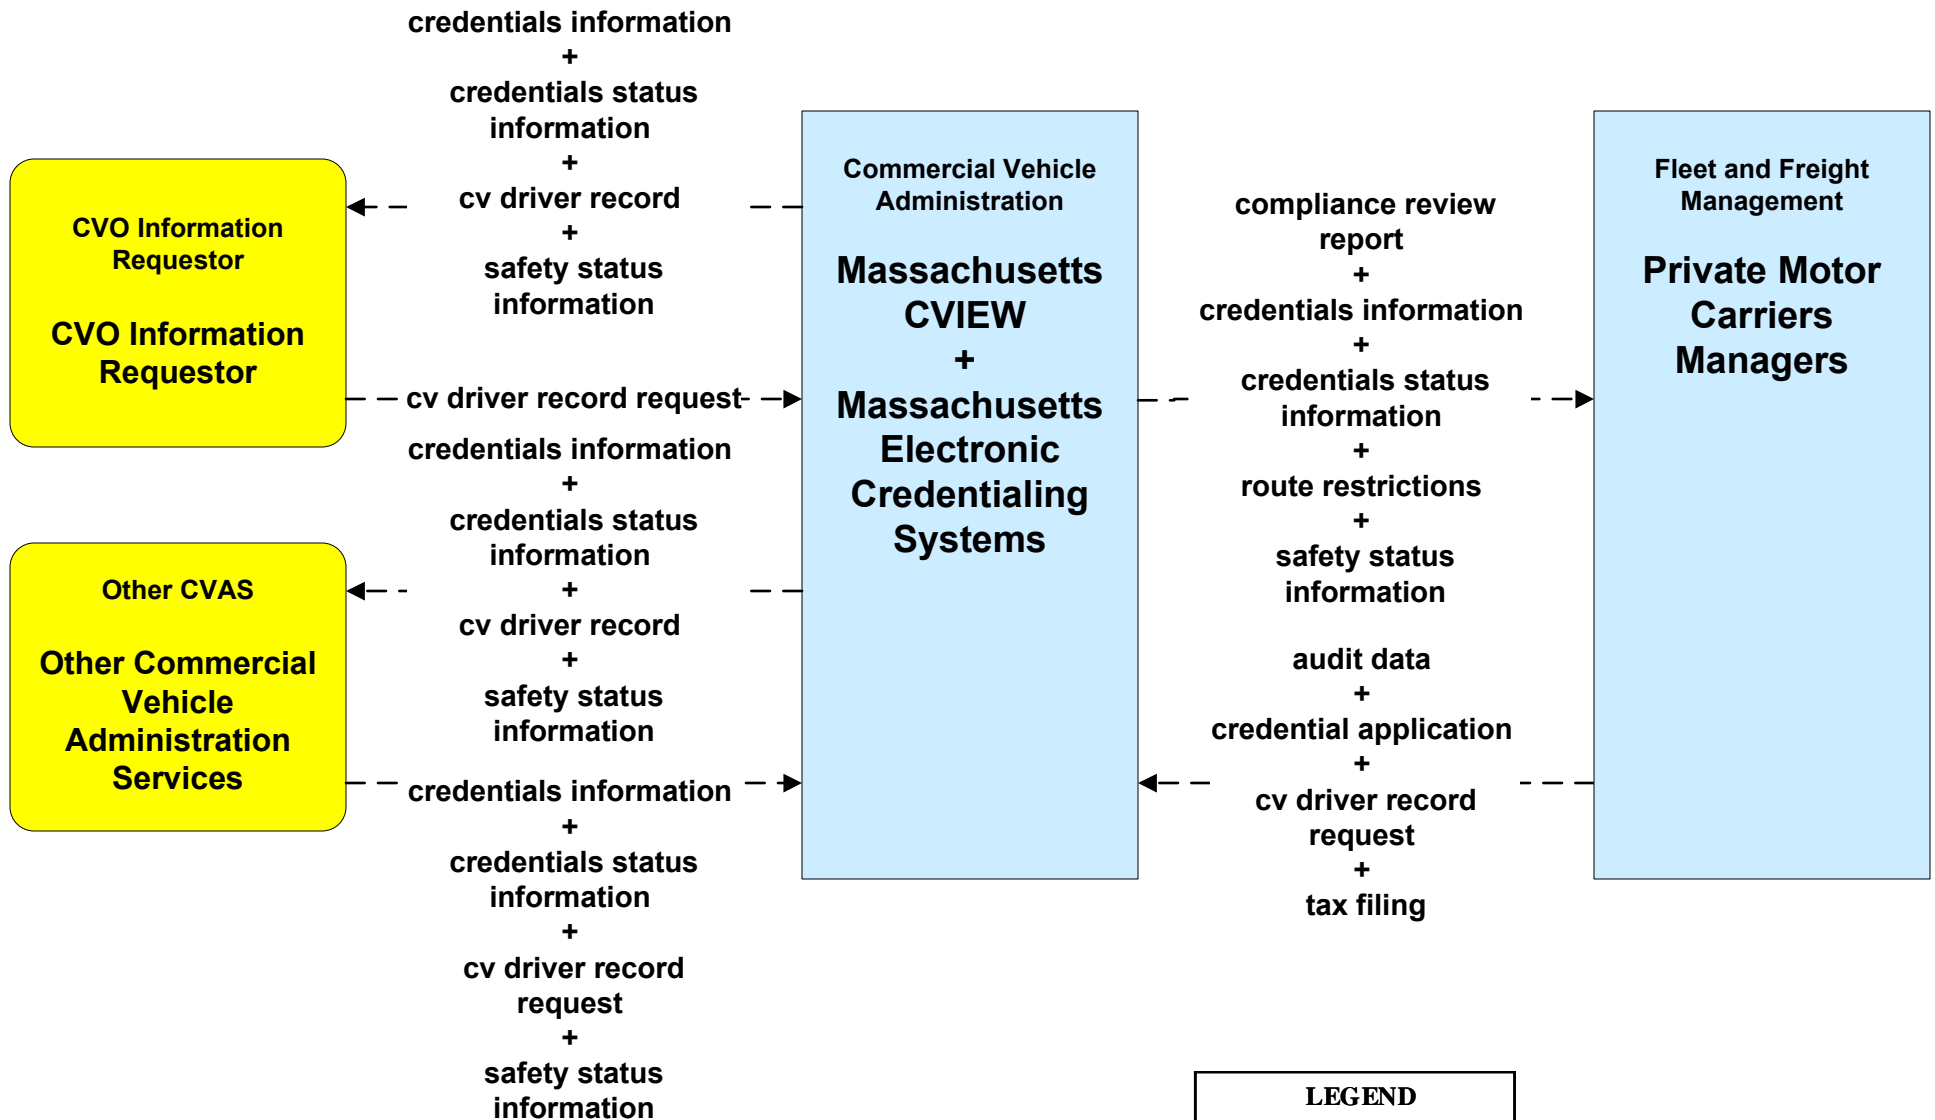 credentials information
+
credentials status
information
+
cv driver record
+
safety status
information
CVO Information
Requestor
CVO Information
Requestor
cv driver record request
credentials information
+
credentials status
information
+
cv driver record
+
safety status
information
Other CVAS
Other Commercial
Vehicle
Administration
Services
credentials information
+
credentials status
information
+
cv driver record
request
+
safety status
information
Commercial Vehicle
Administration
Massachusetts
CVIEW
+
Massachusetts
Electronic
Credentialing
Systems
compliance review
report
+
credentials information
+
credentials status
information
+
route restrictions
+
safety status
information
audit data
+
credential application
+
cv driver record
request
+
tax filing
Fleet and Freight
Management
Private Motor
Carriers
Managers
LEGEND